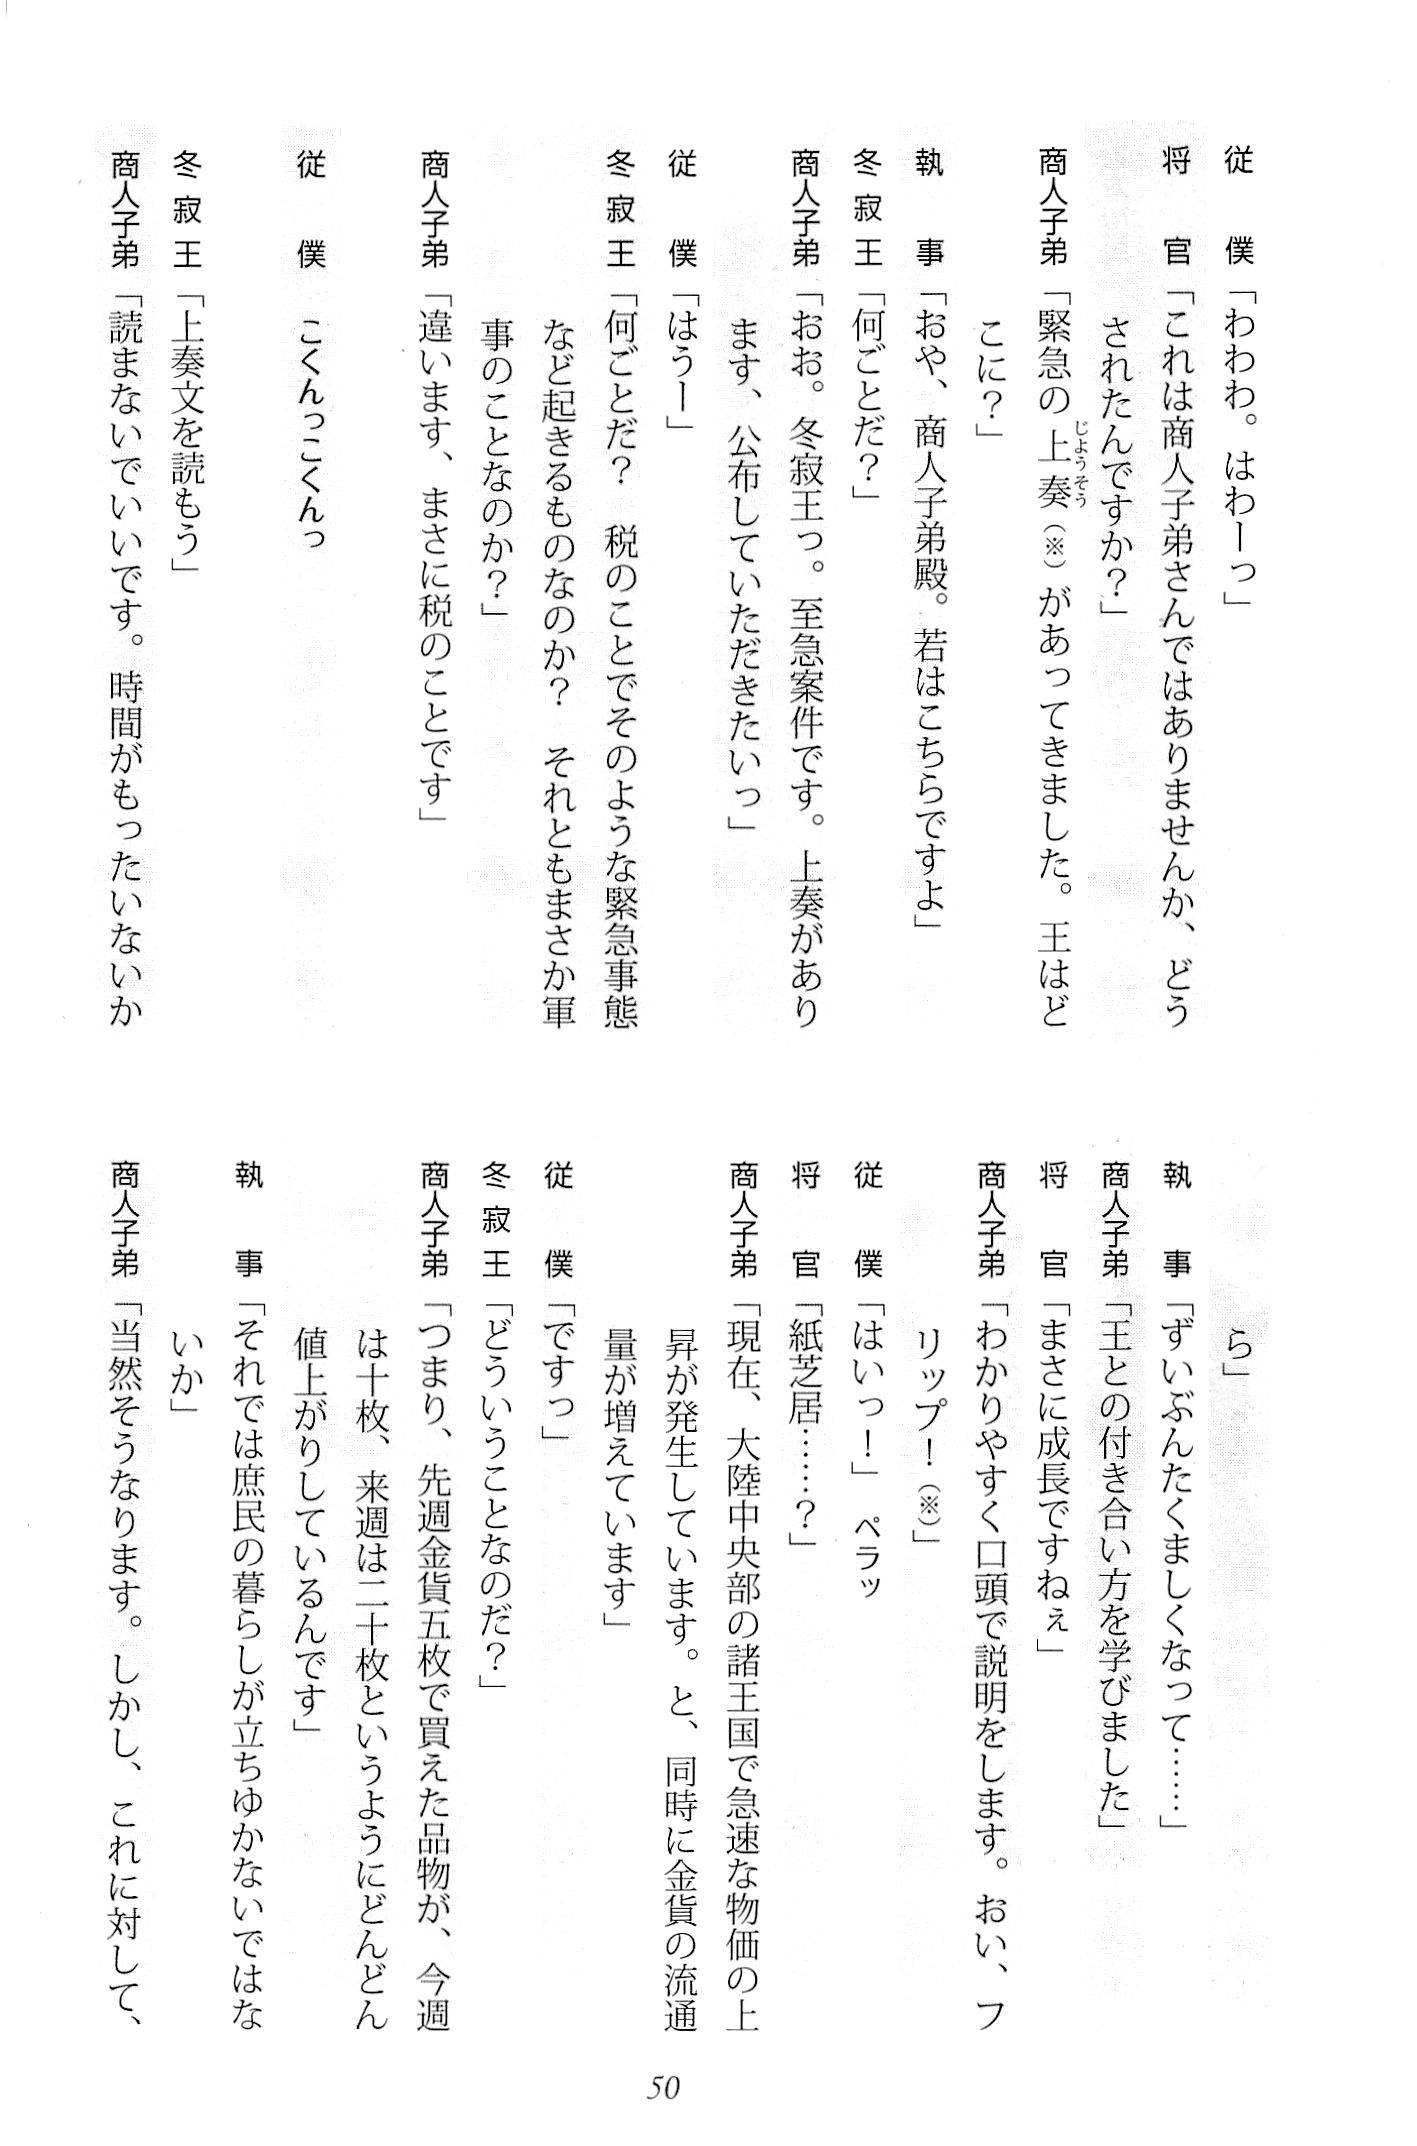 従僕「わわわ。はわーっ」
将官「これは商人子弟さんではありませんか、どう
されたんですか？」
商人子弟「緊急の上奏（※）があってきました。王はど
じようそう
こに？」
執事「おや、商人子弟殿。若はこちらですよ」
冬寂王「何ごとだ？」
商人子弟「おお。冬寂王っ。至急案件です。上奏があり
ます、公布していただきたいっ」
従僕「はうー」
冬寂王「何ごとだ？　税のことでそのような緊急事態
など起きるものなのか？　それともまさか軍
事のことなのか？」
商人子弟「違います、まさに税のことです」
従僕　こくんっこくんっ
冬寂王「上奏文を読もう」
商人子弟「読まないでいいです。時間がもったいないか
ら」
執事「ずいぶんたくましくなって……」
商人子弟「王との付き合い方を学びました」
将官「まさに成長ですねぇ」
商人子弟「わかりやすく口頭で説明をします。おい、フ
リップ！（※）」
従僕「はいっ！」　ペラッ
将官「紙芝居……？」
商人子弟「現在、大陸中央部の諸王国で急速な物価の上
昇が発生しています。と、同時に金貨の流通
量が増えています」
従僕「ですっ」
冬寂王「どういうことなのだ？」
商人子弟「つまり、先週金貨五枚で買えた品物が、今週
は十枚、来週は二十枚というようにどんどん
値上がりしているんです」
執事「それでは庶民の暮らしが立ちゆかないではな
いか」
商人子弟「当然そうなります。しかし、これに対して、
50